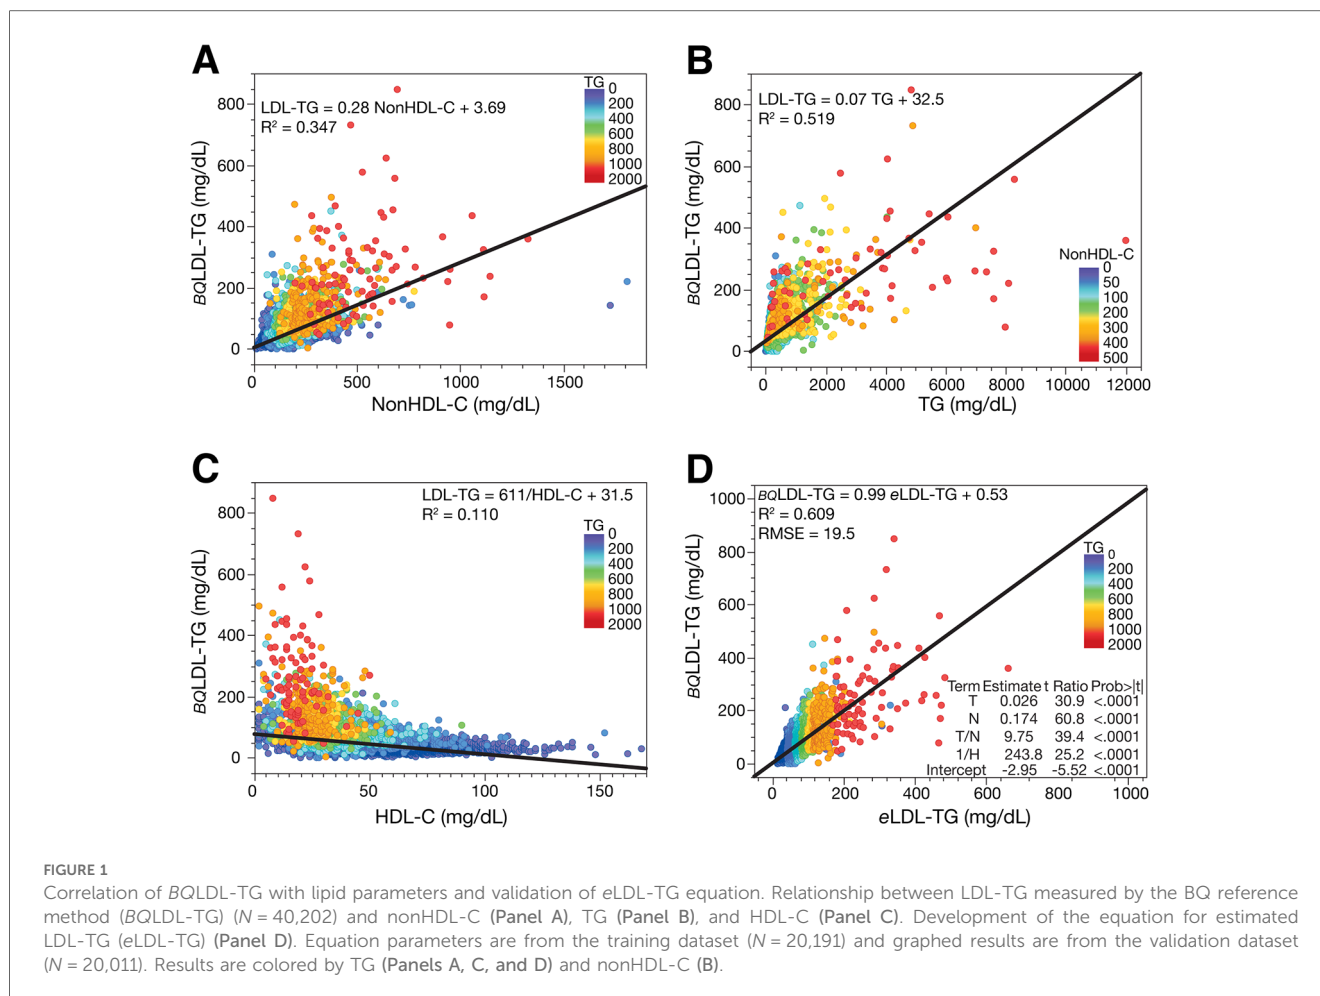 A
LDL-TG = 0.28 NonHDL-C + 3.69
R² = 0.347
TG
0
200
400
600
800
1000
2000
BQLDL-TG (mg/dL)
800
600
400
200
0
0
500
1000
1500
NonHDL-C (mg/dL)
B
LDL-TG = 0.07 TG + 32.5
R² = 0.519
BQLDL-TG (mg/dL)
800
600
400
200
0
NonHDL-C
0
50
100
200
300
400
500
0
2000
4000
6000
8000
10000
12000
TG (mg/dL)
C
LDL-TG = 611/HDL-C + 31.5
R² = 0.110
TG
0
200
400
600
800
1000
2000
BQLDL-TG (mg/dL)
800
600
400
200
0
0
50
100
150
HDL-C (mg/dL)
D
BQLDL-TG = 0.99 eLDL-TG + 0.53
R² = 0.609
RMSE = 19.5
TG
0
200
400
600
800
1000
2000
BQLDL-TG (mg/dL)
1000
800
600
400
200
0
Term Estimate t Ratio Prob>|t|
T 0.026 30.9 <.0001
N 0.174 60.8 <.0001
T/N 9.75 39.4 <.0001
1/H 243.8 25.2 <.0001
Intercept -2.95 -5.52 <.0001
0
200
400
600
800
1000
eLDL-TG (mg/dL)
FIGURE 1
Correlation of BQLDL-TG with lipid parameters and validation of eLDL-TG equation. Relationship between LDL-TG measured by the BQ reference
method (BQLDL-TG) (N = 40,202) and nonHDL-C (Panel A), TG (Panel B), and HDL-C (Panel C). Development of the equation for estimated
LDL-TG (eLDL-TG) (Panel D). Equation parameters are from the training dataset (N = 20,191) and graphed results are from the validation dataset
(N = 20,011). Results are colored by TG (Panels A, C, and D) and nonHDL-C (B).